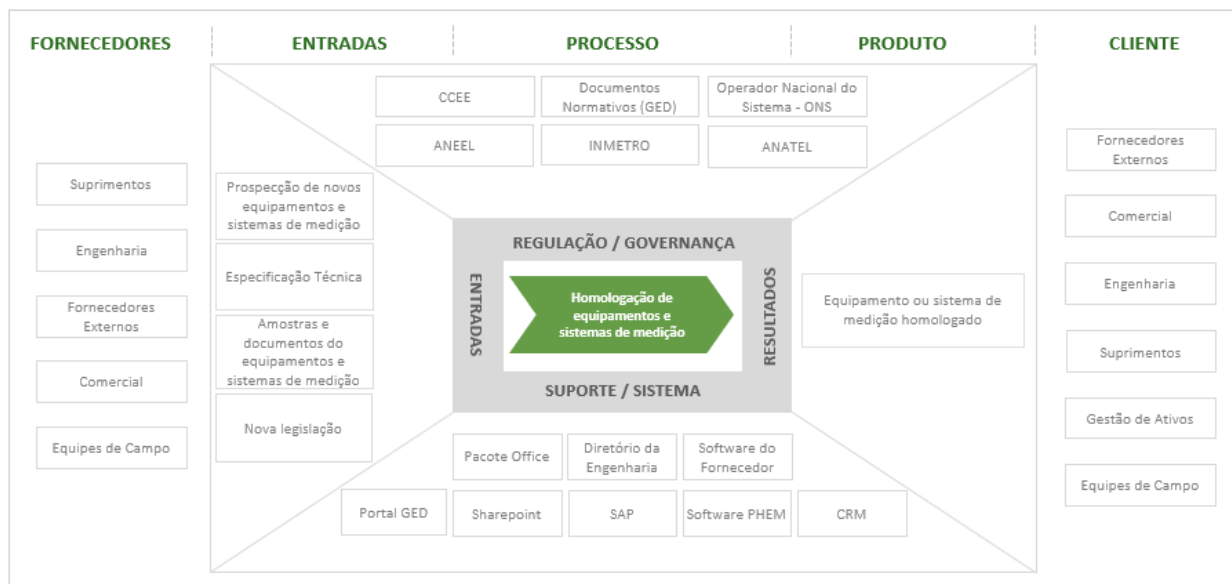 FORNECEDORES
ENTRADAS
PROCESSO
PRODUTO
CLIENTE
CCEE
Documentos
Normativos (GED)
Operador Nacional do
Sistema - ONS
ANEEL
INMETRO
ANATEL
Suprimentos
Engenharia
Fornecedores
Externos
Comercial
Equipes de Campo
Prospecção de novos
equipamentos e
sistemas de medição
Especificação Técnica
Amostras e
documentos do
equipamentos e
sistemas de medição
Nova legislação
REGULAÇÃO / GOVERNANÇA
ENTRADAS
Homologação de
equipamentos e
sistemas de medição
RESULTADOS
SUPORTE / SISTEMA
Equipamento ou sistema de
medição homologado
Pacote Office
Diretório da
Engenharia
Software do
Fornecedor
Portal GED
Sharepoint
SAP
Software PHEM
CRM
Fornecedores
Externos
Comercial
Engenharia
Suprimentos
Gestão de Ativos
Equipes de Campo